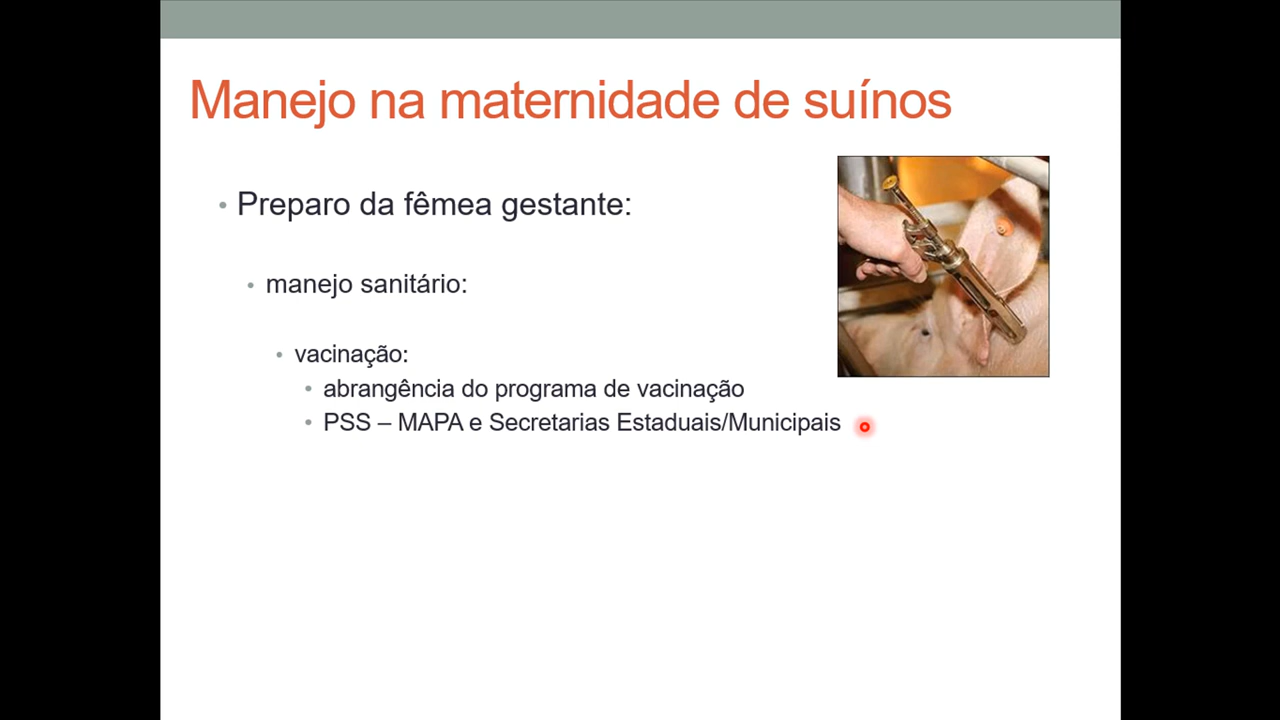 Manejo na maternidade de suínos
• Preparo da fêmea gestante:
• manejo sanitário:
• vacinação:
• abrangência do programa de vacinação
• PSS – MAPA e Secretarias Estaduais/Municipais